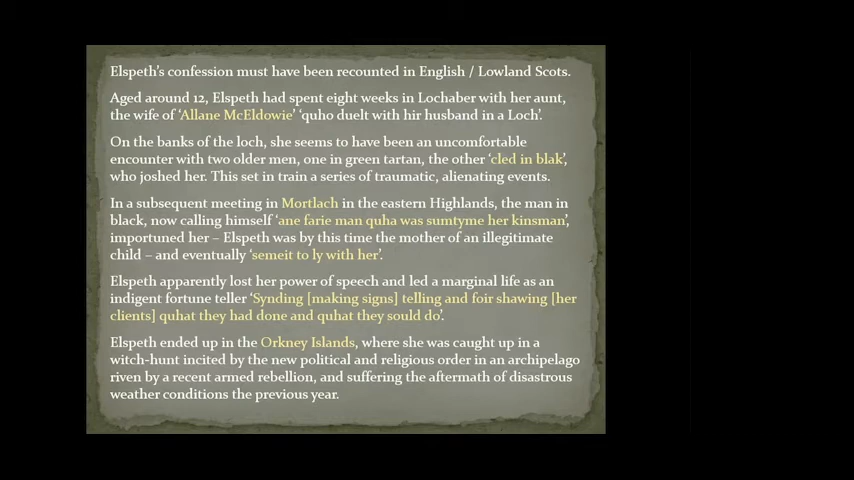 Elspeth's confession must have been recounted in English / Lowland Scots.
Aged around 12, Elspeth had spent eight weeks in Lochaber with her aunt,
the wife of 'Allane McEldowie' 'quho duelt with hir husband in a Loch'.
On the banks of the loch, she seems to have been an uncomfortable
encounter with two older men, one in green tartan, the other 'cled in blak',
who joshed her. This set in train a series of traumatic, alienating events.
In a subsequent meeting in Mortlach in the eastern Highlands, the man in
black, now calling himself 'ane farie man quha was sumtyme her kinsman',
importuned her – Elspeth was by this time the mother of an illegitimate
child – and eventually 'semeit to ly with her'.
Elspeth apparently lost her power of speech and led a marginal life as an
indigent fortune teller 'Synding [making signs] telling and foir shawing [her
clients] quhat they had done and quhat they sould do'.
Elspeth ended up in the Orkney Islands, where she was caught up in a
witch-hunt incited by the new political and religious order in an archipelago
riven by a recent armed rebellion, and suffering the aftermath of disastrous
weather conditions the previous year.